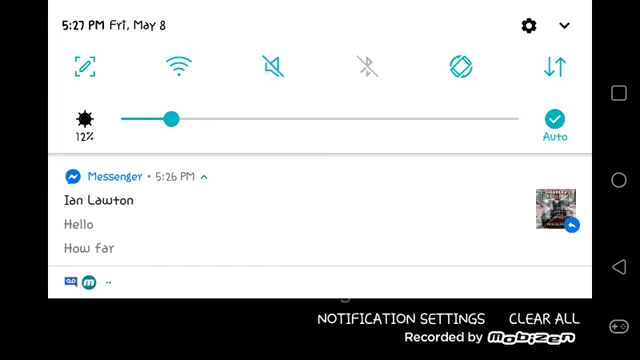 5:27 PM Fri, May 8
12%
Auto
Messenger • 5:26 PM
Ian Lawton
Hello
How far
NOTIFICATION SETTINGS CLEAR ALL
Recorded by mobizen